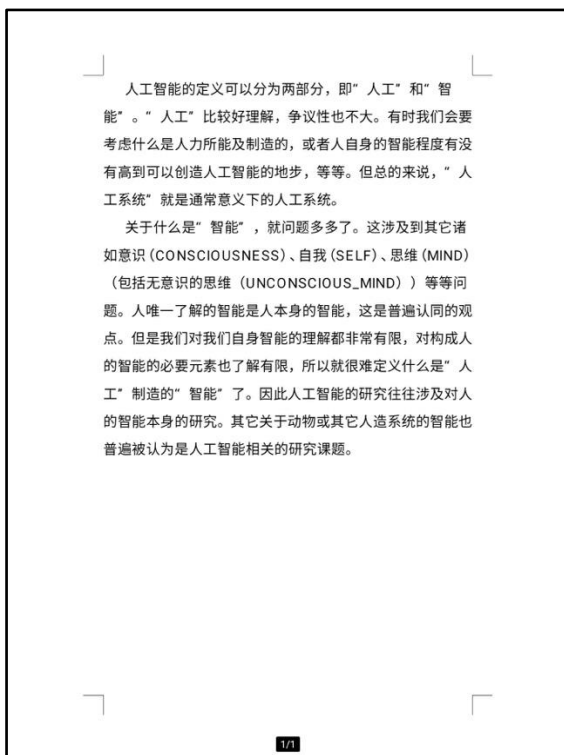 人工智能的定义可以分为两部分，即“人工”和“智
能”。“人工”比较好理解，争议性也不大。有时我们会要
考虑什么是人力所能及制造的，或者人自身的智能程度有没
有高到可以创造人工智能的地步，等等。但总的来说，“人
工系统”就是通常意义下的人工系统。
关于什么是“智能”，就问题多多了。这涉及到其它诸
如意识（CONSCIOUSNESS）、自我（SELF）、思维（MIND）
（包括无意识的思维（UNCONSCIOUS_MIND））等等问
题。人唯一了解的智能是人本身的智能，这是普遍认同的观
点。但是我们对我们自身智能的理解都非常有限，对构成人
的智能的必要元素也了解有限，所以就很难定义什么是“人
工”制造的“智能”了。因此人工智能的研究往往涉及对人
的智能本身的研究。其它关于动物或其它人造系统的智能也
普遍被认为是人工智能相关的研究课题。
1/1